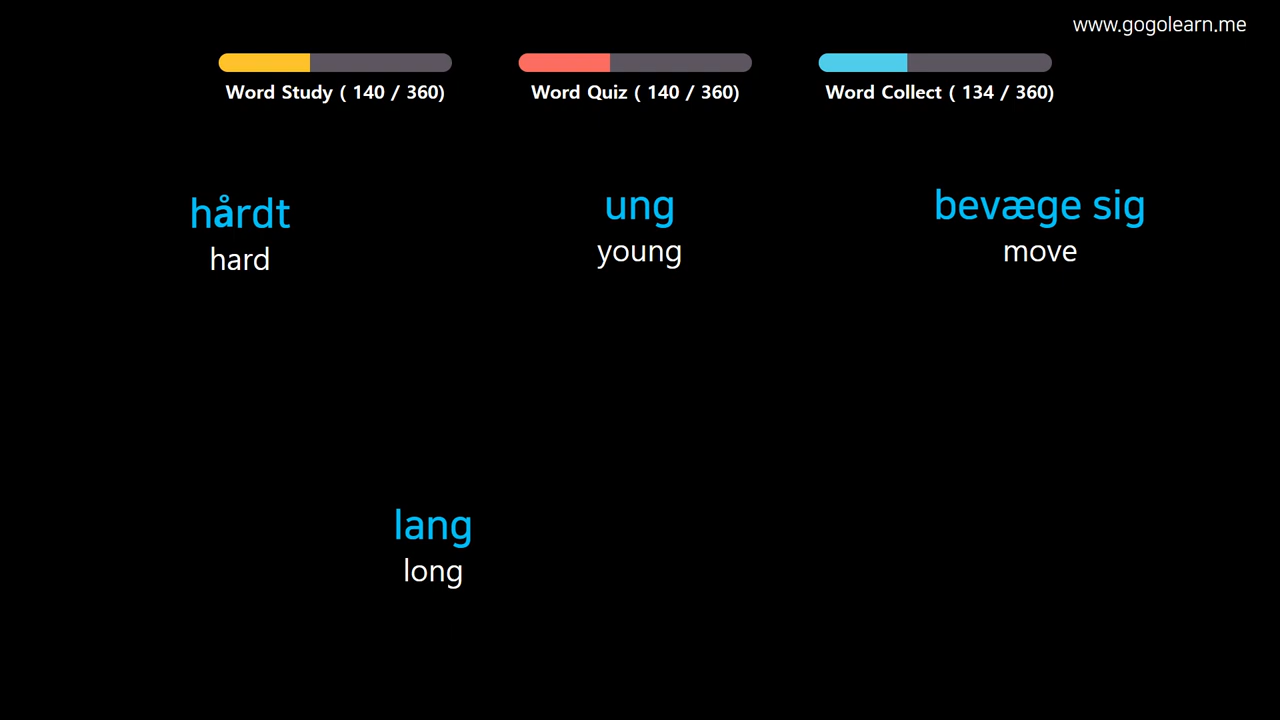 www.gogolearn.me
Word Study ( 140 / 360)
Word Quiz ( 140 / 360)
Word Collect ( 134 / 360)
hårdt
hard
ung
young
bevæge sig
move
lang
long